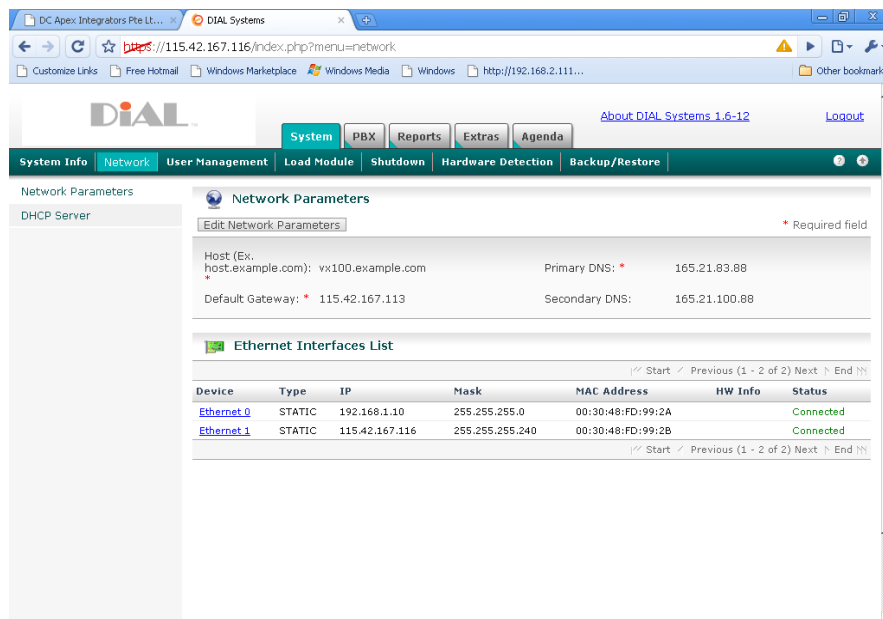 DC Apex Integrators Pte Lt...
DIAL Systems
https://115.42.167.116/index.php?menu=network
Customize Links Free Hotmail Windows Marketplace Windows Media Windows http://192.168.2.111... Other bookmark
DiAL
About DIAL Systems 1.6-12 Logout
System PBX Reports Extras Agenda
System Info Network User Management Load Module Shutdown Hardware Detection Backup/Restore
Network Parameters
DHCP Server
Network Parameters
Edit Network Parameters * Required field
Host (Ex.
host.example.com): vx100.example.com Primary DNS: * 165.21.83.88
*
Default Gateway: * 115.42.167.113 Secondary DNS: 165.21.100.88
Ethernet Interfaces List
Start Previous (1 - 2 of 2) Next End
Device Type IP Mask MAC Address HW Info Status
Ethernet 0 STATIC 192.168.1.10 255.255.255.0 00:30:48:FD:99:2A Connected
Ethernet 1 STATIC 115.42.167.116 255.255.255.240 00:30:48:FD:99:2B Connected
Start Previous (1 - 2 of 2) Next End